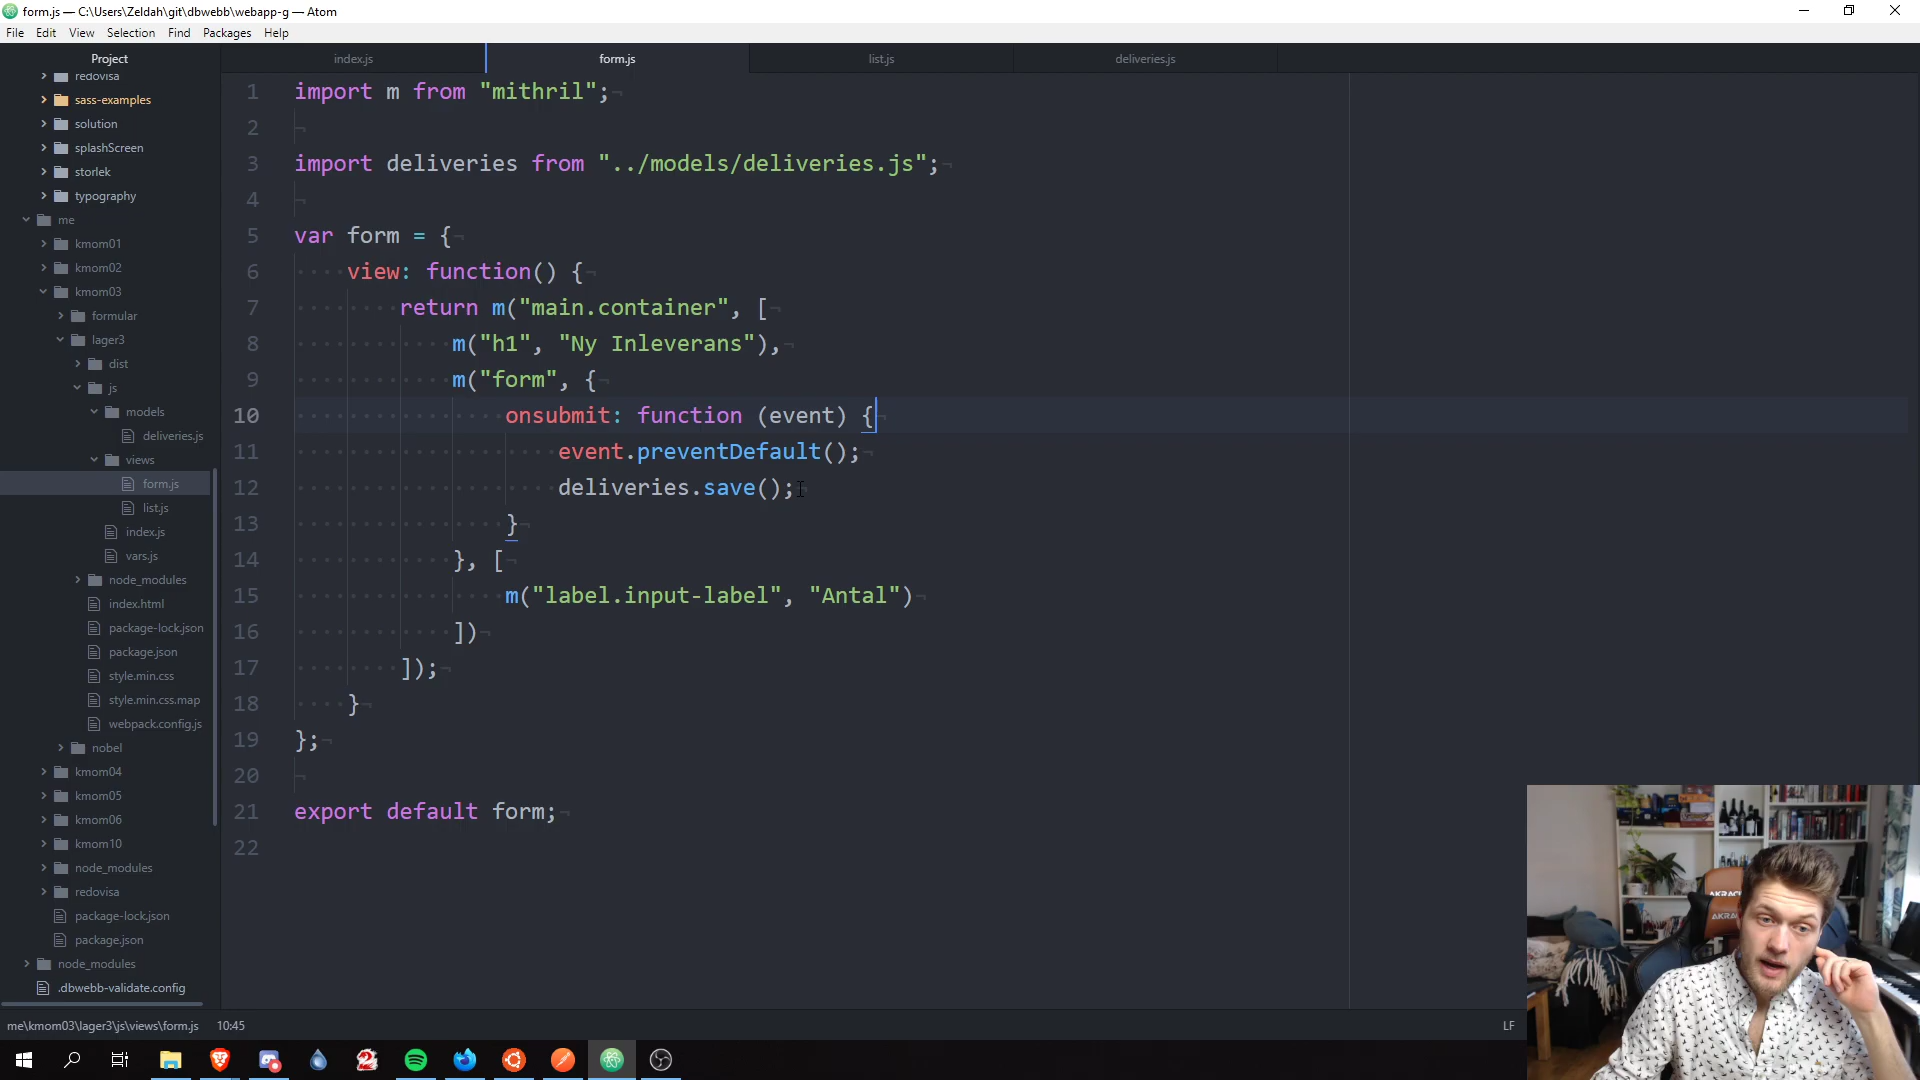 form.js — C:\Users\Zeldah\git\dbwebb\webapp-g — Atom
File Edit View Selection Find Packages Help
Project
index.js
form.js
list.js
deliveries.js
redovisa
sass-examples
solution
splashScreen
storlek
typography
me
kmom01
kmom02
kmom03
formular
lager3
dist
js
models
deliveries.js
views
form.js
list.js
index.js
vars.js
node_modules
index.html
package-lock.json
package.json
style.min.css
style.min.css.map
webpack.config.js
nobel
kmom04
kmom05
kmom06
kmom10
node_modules
redovisa
package-lock.json
package.json
node_modules
.dbwebb-validate.config
1 import m from "mithril";
2
3 import deliveries from "../models/deliveries.js";
4
5 var form = {
6 view: function() {
7 return m("main.container", [
8 m("h1", "Ny Inleverans"),
9 m("form", {
10 onsubmit: function (event) {
11 event.preventDefault();
12 deliveries.save();
13 }
14 }, [
15 m("label.input-label", "Antal")
16 ])
17 ]);
18 }
19 };
20
21 export default form;
22
me\kmom03\lager3\js\views\form.js 10:45
LF
AKRACING